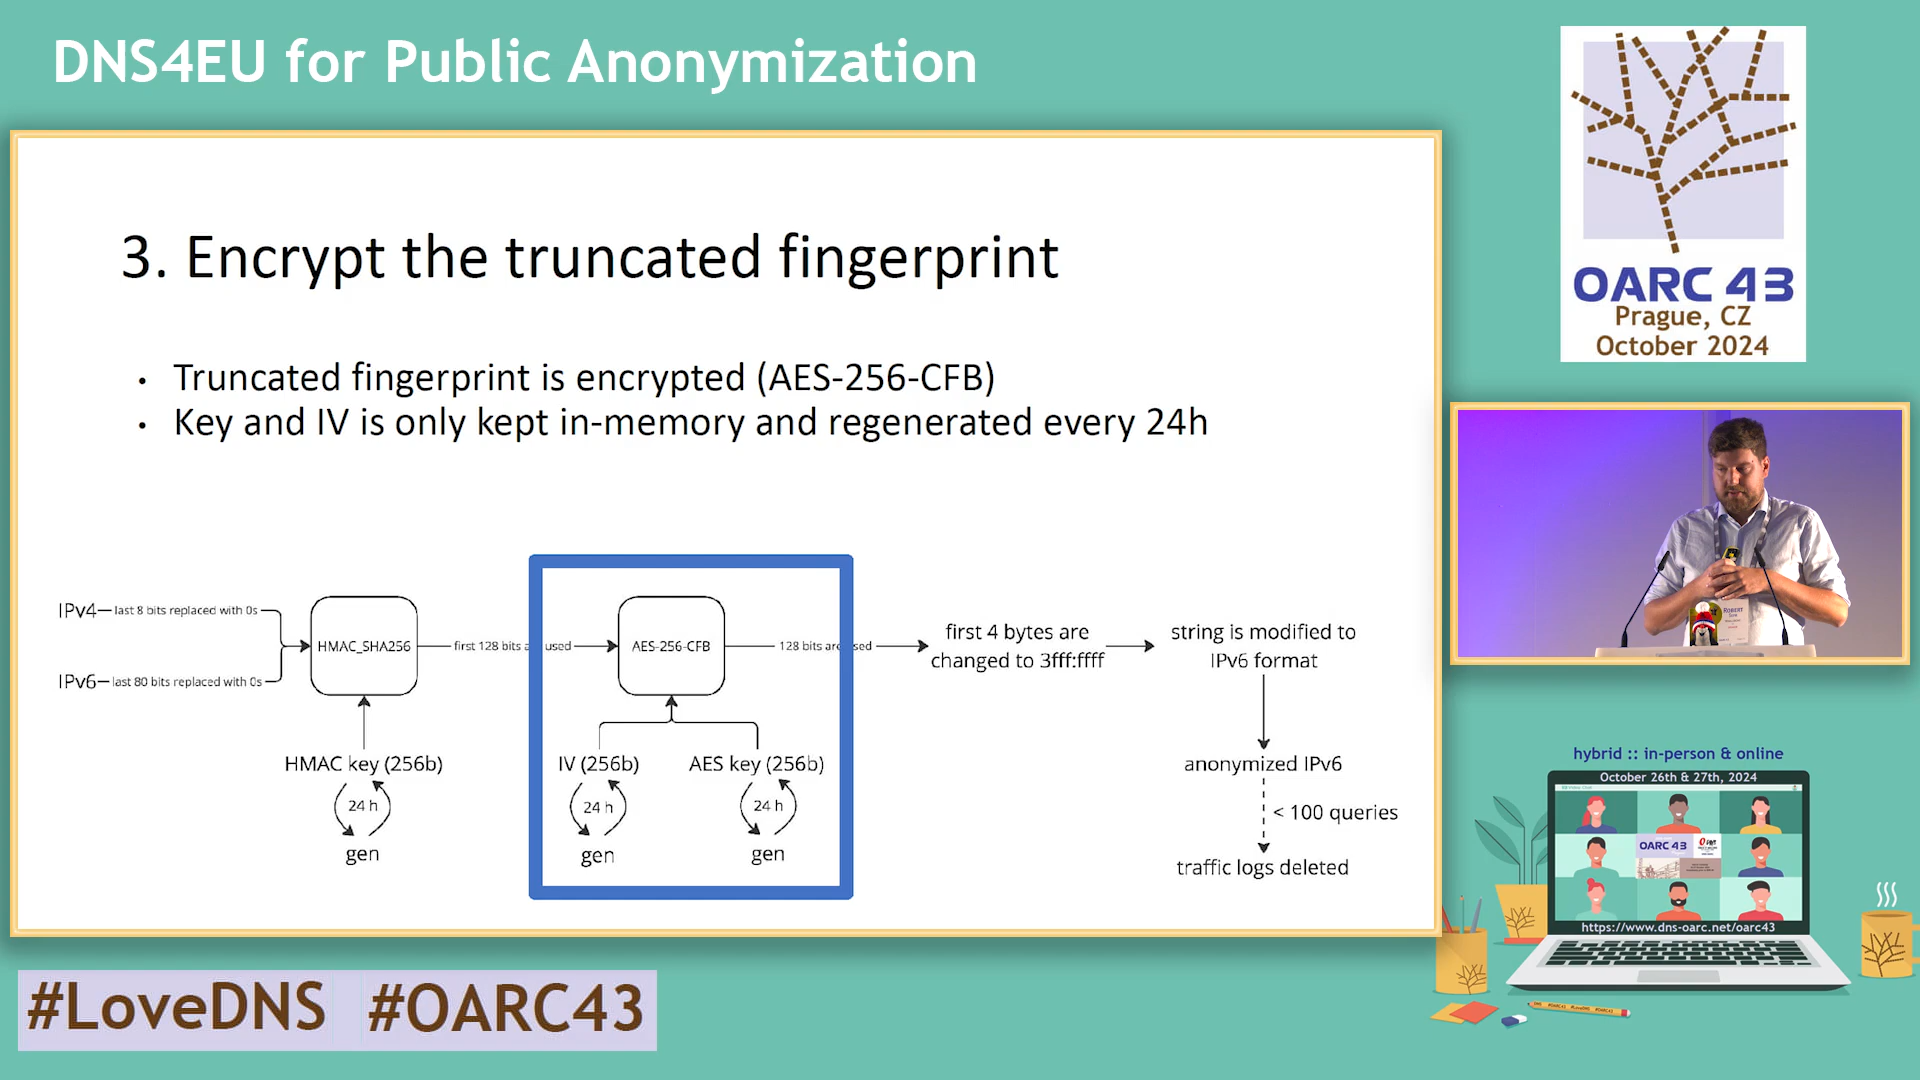 DNS4EU for Public Anonymization
3. Encrypt the truncated fingerprint
• Truncated fingerprint is encrypted (AES-256-CFB)
• Key and IV is only kept in-memory and regenerated every 24h
IPv4
last 8 bits replaced with 0s
IPv6
last 80 bits replaced with 0s
HMAC_SHA256
first 128 bits a used
AES-256-CFB
128 bits are sed
first 4 bytes are
changed to 3fff:ffff
string is modified to
IPv6 format
HMAC key (256b)
24 h
gen
IV (256b)
24 h
gen
AES key (256b)
24 h
gen
anonymized IPv6
< 100 queries
traffic logs deleted
OARC 43
Prague, CZ
October 2024
ROBERT
hybrid :: in-person & online
October 26th & 27th, 2024
OARC 43
https://www.dns-oarc.net/oarc43
#LoveDNS #OARC43